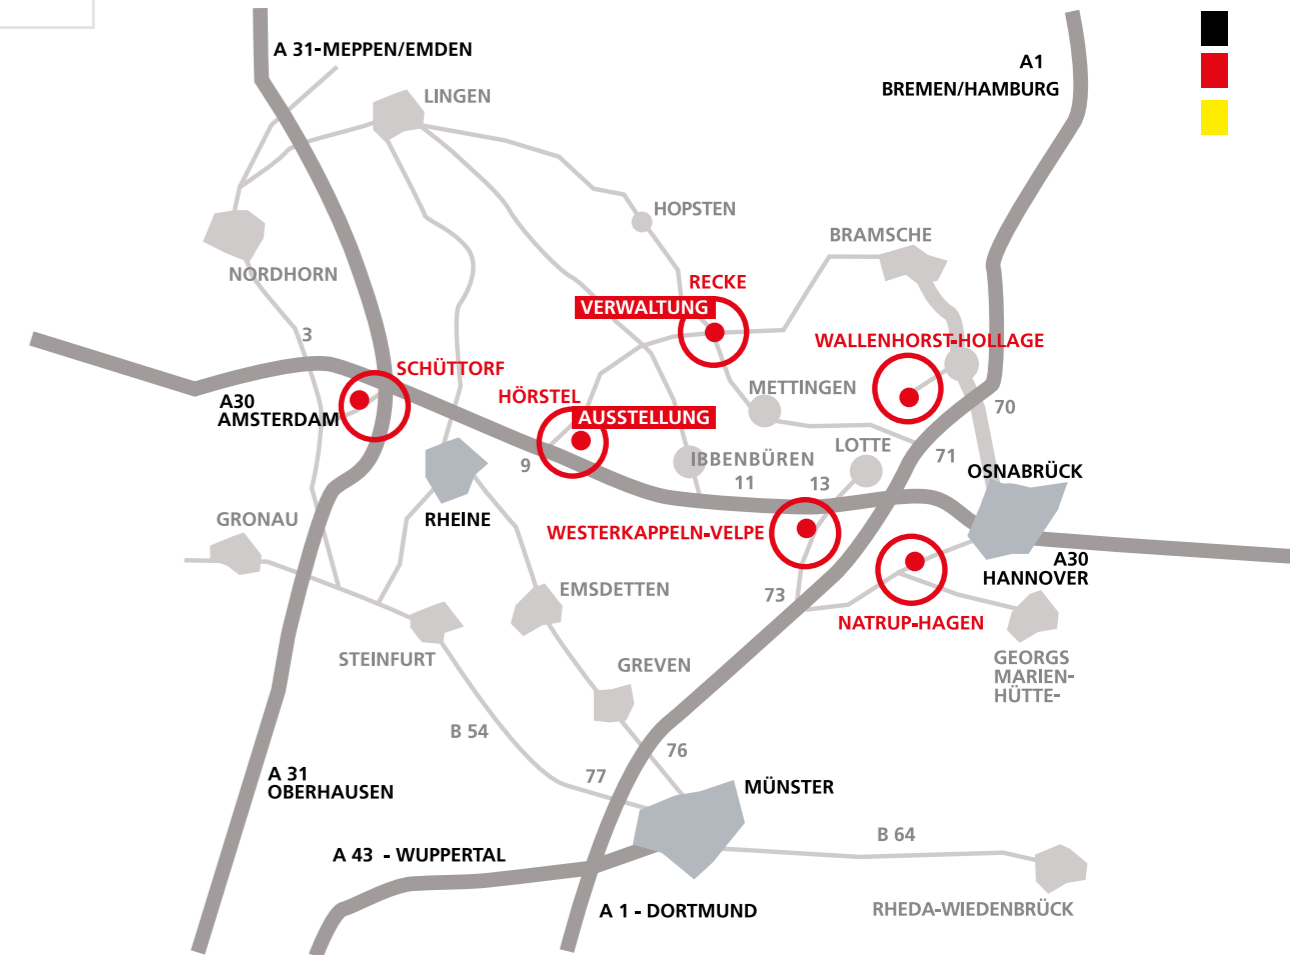 A 31-MEPPEN/EMDEN
A1
BREMEN/HAMBURG
LINGEN
HOPSTEN
BRAMSCHE
NORDHORN
RECKE
VERWALTUNG
3
WALLENHORST-HOLLAGE
SCHÜTTORF
HÖRSTEL
METTINGEN
A30
AMSTERDAM
AUSSTELLUNG
70
LOTTE
9
IBBENBÜREN
71
11
13
OSNABRÜCK
GRONAU
RHEINE
WESTERKAPPELN-VELPE
A30
HANNOVER
EMSDETTEN
73
NATRUP-HAGEN
STEINFURT
GREVEN
GEORGS
MARIEN-
HÜTTE-
B 54
76
A 31
OBERHAUSEN
77
MÜNSTER
B 64
A 43 - WUPPERTAL
A 1 - DORTMUND
RHEDA-WIEDENBRÜCK